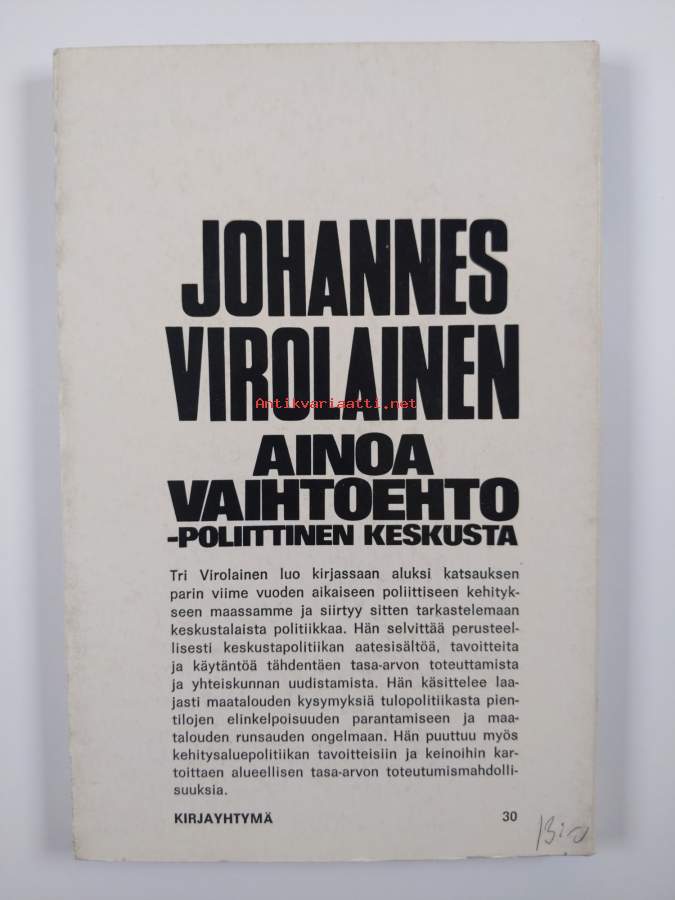 JOHANNES
VIROLAINEN
Antikvariaatti.net
AINOA
VAIHTOEHTO
-POLIITTINEN KESKUSTA
Tri Virolainen luo kirjassaan aluksi katsauksen
parin viime vuoden aikaiseen poliittiseen kehityk-
seen maassamme ja siirtyy sitten tarkastelemaan
keskustalaista politiikkaa. Hän selvittää perusteel-
lisesti keskustapolitiikan aatesisältöä, tavoitteita
ja käytäntöä tähdentäen tasa-arvon toteuttamista
ja yhteiskunnan uudistamista. Hän käsittelee laa-
jasti maatalouden kysymyksiä tulopolitiikasta pien-
tilojen elinkelpoisuuden parantamiseen ja maa-
talouden runsauden ongelmaan. Hän puuttuu myös
kehitysaluepolitiikan tavoitteisiin ja keinoihin kar-
toittaen alueellisen tasa-arvon toteutumismahdolli-
suuksia.
KIRJAYHTYMÄ 30